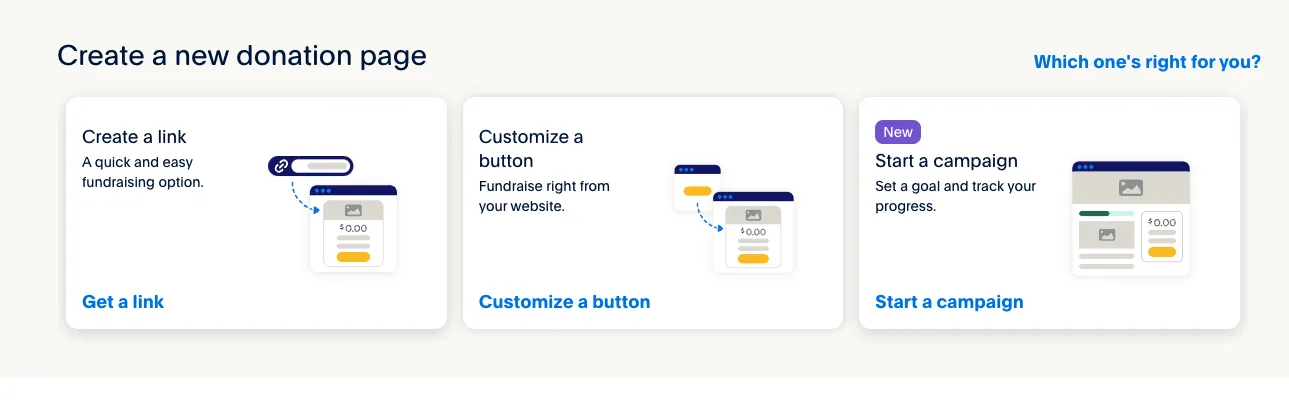 Create a new donation page
Which one's right for you?
Create a link
A quick and easy
fundraising option.
$0.00
Get a link
Customize a
button
Fundraise right from
your website.
$0.00
Customize a button
New
Start a campaign
Set a goal and track your
progress.
$0.00
Start a campaign